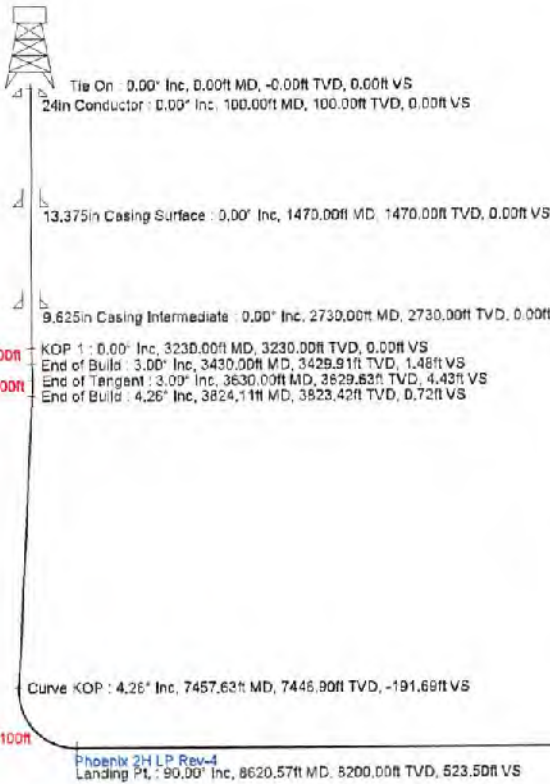 Tie On : 0.00° Inc, 0.00ft MD, -0.00ft TVD, 0.00ft VS
24in Conductor : 0.00° Inc, 100.00ft MD, 100.00ft TVD, 0.00ft VS
13.375in Casing Surface : 0.00° Inc, 1470.00ft MD, 1470.00ft TVD, 0.00ft VS
9.625in Casing Intermediate : 0.00° Inc, 2730.00ft MD, 2730.00ft TVD, 0.00ft
00ft
KOP 1 : 0.00° Inc, 3230.00ft MD, 3230.00ft TVD, 0.00ft VS
End of Build : 3.00° Inc, 3430.00ft MD, 3429.91ft TVD, 1.48ft VS
00ft
End of Tangent : 3.00° Inc, 3630.00ft MD, 3629.63ft TVD, 4.43ft VS
End of Build : 4.26° Inc, 3824.11ft MD, 3823.42ft TVD, 0.72ft VS
Curve KOP : 4.26° Inc, 7457.63ft MD, 7446.90ft TVD, -191.69ft VS
100ft
Phoenix 2H LP Rev-4
Landing Pt. : 90.00° Inc, 8620.57ft MD, 8200.00ft TVD, 523.50ft VS